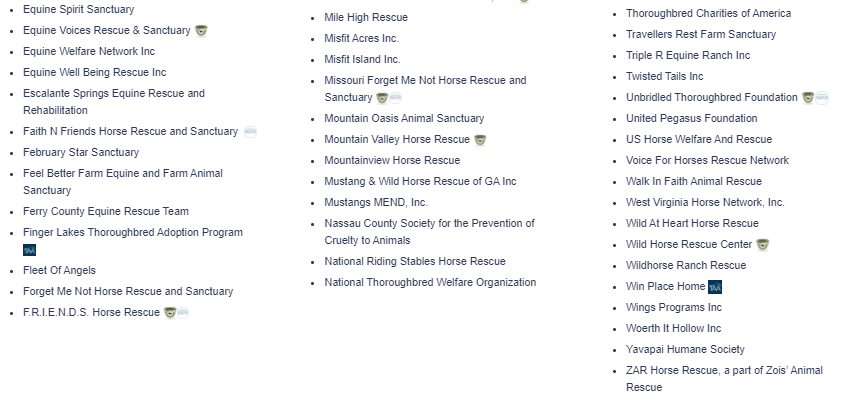 Equine Spirit Sanctuary
Equine Voices Rescue & Sanctuary
Equine Welfare Network Inc
Equine Well Being Rescue Inc
Escalante Springs Equine Rescue and
Rehabilitation
Faith N Friends Horse Rescue and Sanctuary
February Star Sanctuary
Feel Better Farm Equine and Farm Animal
Sanctuary
Ferry County Equine Rescue Team
Finger Lakes Thoroughbred Adoption Program
TAA
Fleet Of Angels
Forget Me Not Horse Rescue and Sanctuary
F.R.I.E.N.D.S. Horse Rescue
Mile High Rescue
Misfit Acres Inc.
Misfit Island Inc.
Missouri Forget Me Not Horse Rescue and
Sanctuary
Mountain Oasis Animal Sanctuary
Mountain Valley Horse Rescue
Mountainview Horse Rescue
Mustang & Wild Horse Rescue of GA Inc
Mustangs MEND, Inc.
Nassau County Society for the Prevention of
Cruelty to Animals
National Riding Stables Horse Rescue
National Thoroughbred Welfare Organization
Thoroughbred Charities of America
Travellers Rest Farm Sanctuary
Triple R Equine Ranch Inc
Twisted Tails Inc
Unbridled Thoroughbred Foundation
United Pegasus Foundation
US Horse Welfare And Rescue
Voice For Horses Rescue Network
Walk In Faith Animal Rescue
West Virginia Horse Network, Inc.
Wild At Heart Horse Rescue
Wild Horse Rescue Center
Wildhorse Ranch Rescue
Win Place Home TAA
Wings Programs Inc
Woerth It Hollow Inc
Yavapai Humane Society
ZAR Horse Rescue, a part of Zois' Animal
Rescue